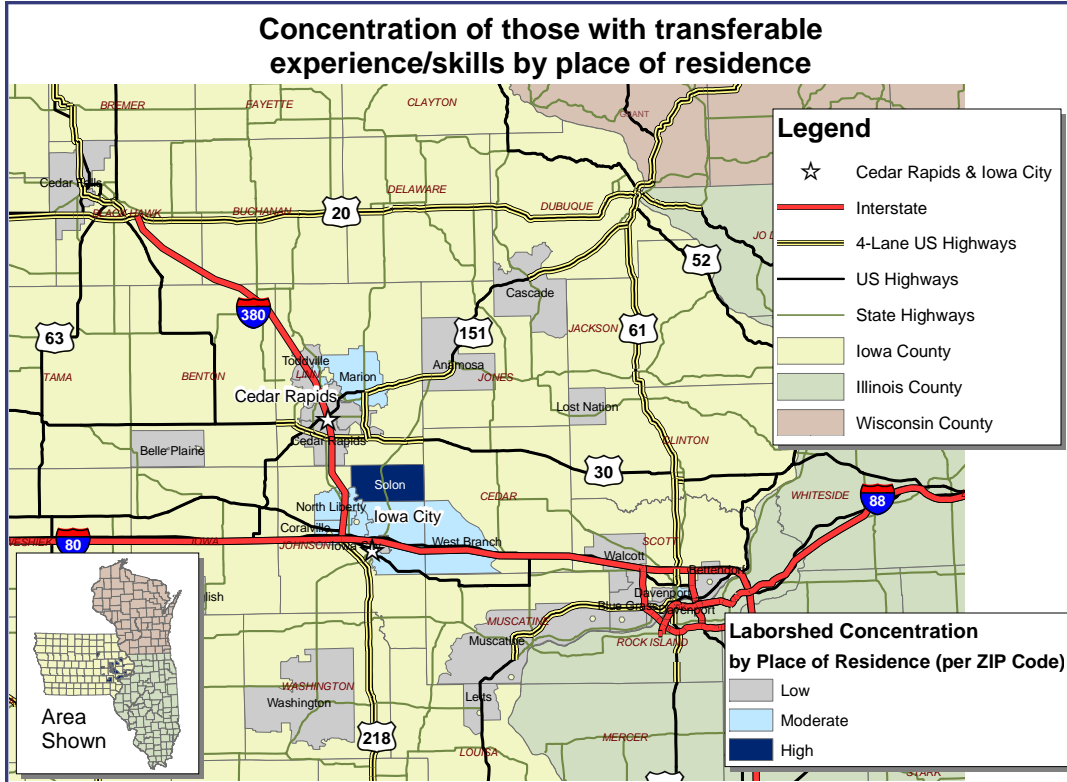 Concentration of those with transferable
experience/skills by place of residence
BREMER
FAYETTE
CLAYTON
GRANT
Legend
Cedar Rapids & Iowa City
Interstate
4-Lane US Highways
US Highways
State Highways
Iowa County
Illinois County
Wisconsin County
Cedar Falls
BLACK HAWK
BUCHANAN
20
DELAWARE
DUBUQUE
JO D
52
380
63
151
61
Cascade
JACKSON
TAMA
BENTON
Toddville
LINN
Marion
Anamosa
JONES
Cedar Rapids
Lost Nation
Cedar Rapids
Belle Plaine
CLINTON
30
Solon
CEDAR
WHITESIDE
88
North Liberty
Iowa City
Coralville
80
IOWA
JOHNSON
Iowa City
West Branch
SCOTT
Walcott
Bettendorf
Davenport
Blue Grass
Davenport
lish
MUSCATINE
Muscatine
ROCK ISLAND
WASHINGTON
Washington
Letts
218
LOUISA
MERCER
STARK
Area
Shown
Laborshed Concentration
by Place of Residence (per ZIP Code)
Low
Moderate
High